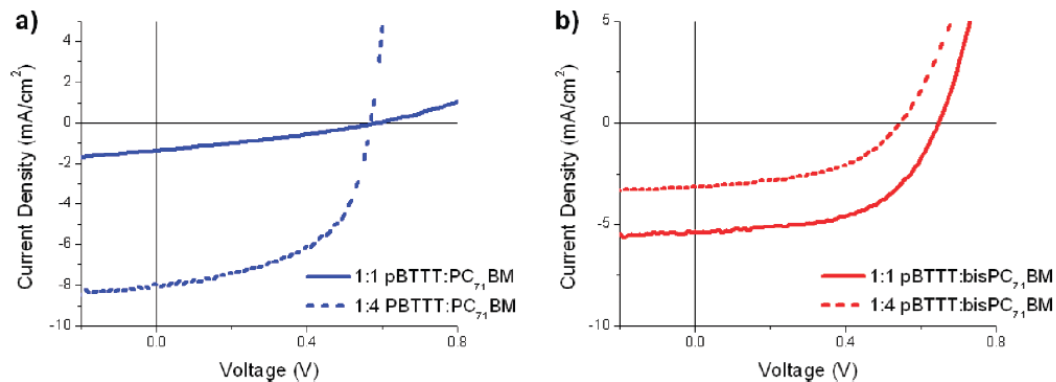 a)
4
2
0
-2
-4
-6
-8
-10
Current Density (mA/cm²)
0.0
0.4
0.8
Voltage (V)
1:1 pBTTT:PC₇₁BM
1:4 PBTTT:PC₇₁BM
b)
5
0
-5
-10
Current Density (mA/cm²)
0.0
0.4
0.8
Voltage (V)
1:1 pBTTT:bisPC₇₁BM
1:4 pBTTT:bisPC₇₁BM